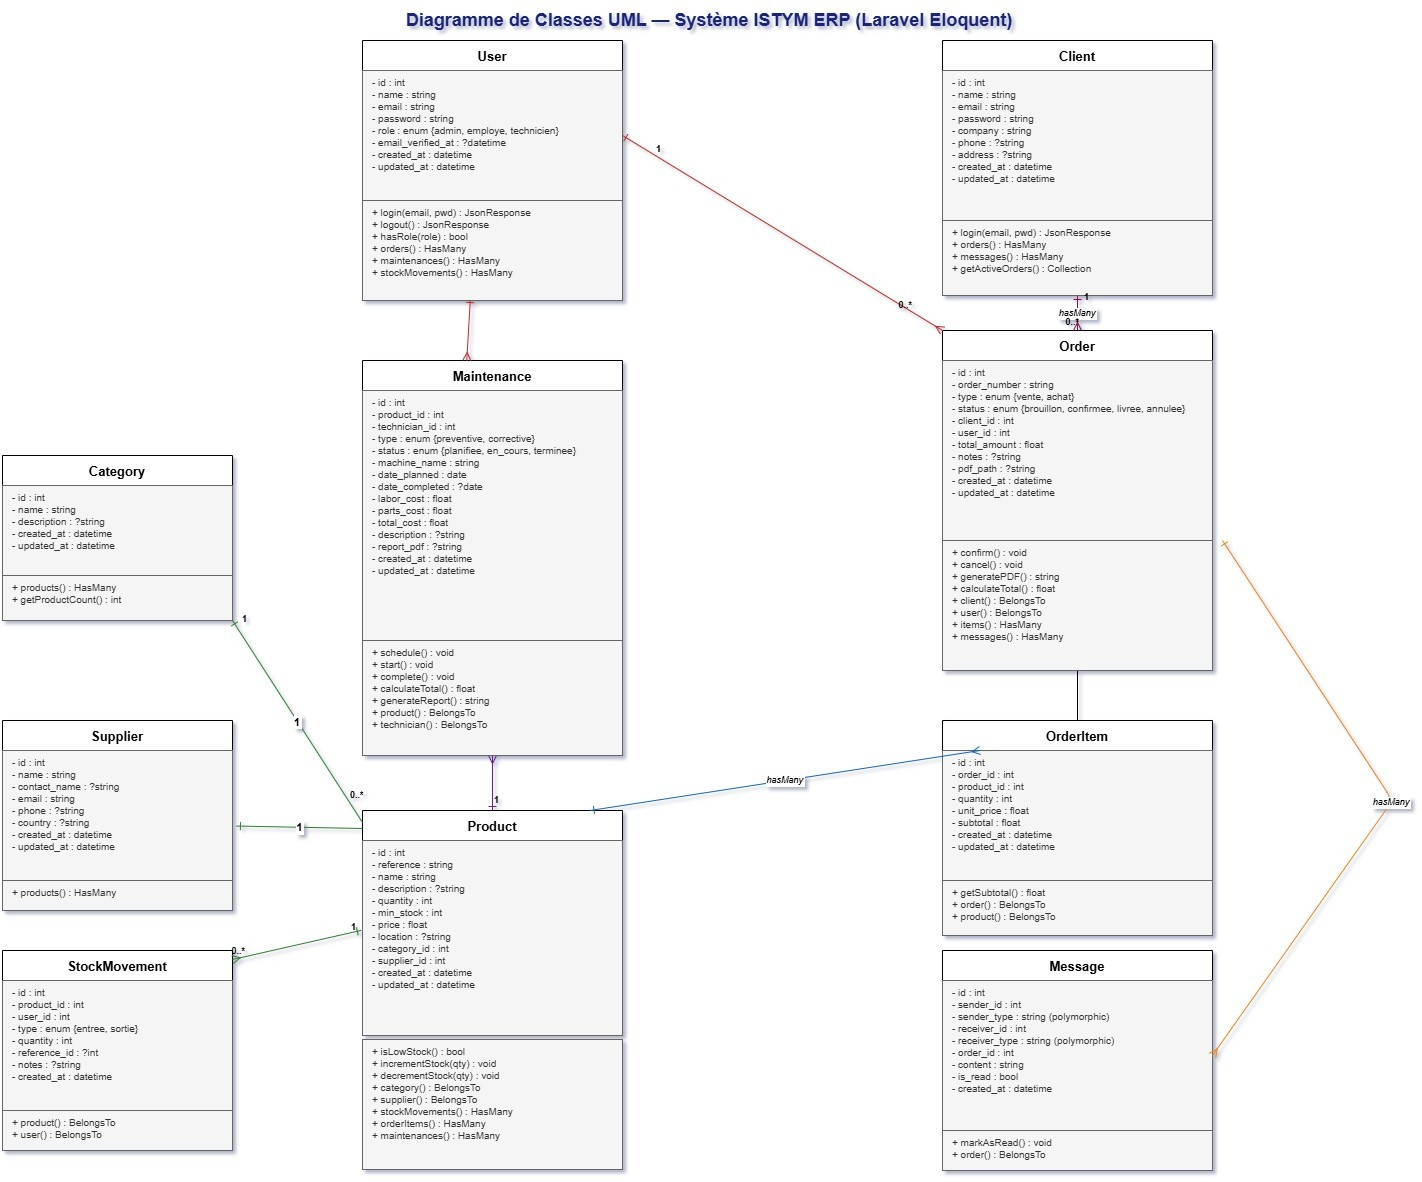 Diagramme de Classes UML — Système ISTYM ERP (Laravel Eloquent)
User
- id : int
- name : string
- email : string
- password : string
- role : enum {admin, employe, technicien}
- email_verified_at : ?datetime
- created_at : datetime
- updated_at : datetime
+ login(email, pwd) : JsonResponse
+ logout() : JsonResponse
+ hasRole(role) : bool
+ orders() : HasMany
+ maintenances() : HasMany
+ stockMovements() : HasMany
1
0..*
Client
- id : int
- name : string
- email : string
- password : string
- company : string
- phone : ?string
- address : ?string
- created_at : datetime
- updated_at : datetime
+ login(email, pwd) : JsonResponse
+ orders() : HasMany
+ messages() : HasMany
+ getActiveOrders() : Collection
1
hasMany
Order
- id : int
- order_number : string
- type : enum {vente, achat}
- status : enum {brouillon, confirmee, livree, annulee}
- client_id : int
- user_id : int
- total_amount : float
- notes : ?string
- pdf_path : ?string
- created_at : datetime
- updated_at : datetime
+ confirm() : void
+ cancel() : void
+ generatePDF() : string
+ calculateTotal() : float
+ client() : BelongsTo
+ user() : BelongsTo
+ items() : HasMany
+ messages() : HasMany
Maintenance
- id : int
- product_id : int
- technician_id : int
- type : enum {preventive, corrective}
- status : enum {planifiee, en_cours, terminee}
- machine_name : string
- date_planned : date
- date_completed : ?date
- labor_cost : float
- parts_cost : float
- total_cost : float
- description : ?string
- report_pdf : ?string
- created_at : datetime
- updated_at : datetime
+ schedule() : void
+ start() : void
+ complete() : void
+ calculateTotal() : float
+ generateReport() : string
+ product() : BelongsTo
+ technician() : BelongsTo
1
Category
- id : int
- name : string
- description : ?string
- created_at : datetime
- updated_at : datetime
+ products() : HasMany
+ getProductCount() : int
1
1
0..*
Supplier
- id : int
- name : string
- contact_name : ?string
- email : string
- phone : ?string
- country : ?string
- created_at : datetime
- updated_at : datetime
+ products() : HasMany
1
Product
- id : int
- reference : string
- name : string
- description : ?string
- quantity : int
- min_stock : int
- price : float
- location : ?string
- category_id : int
- supplier_id : int
- created_at : datetime
- updated_at : datetime
+ isLowStock() : bool
+ incrementStock(qty) : void
+ decrementStock(qty) : void
+ category() : BelongsTo
+ supplier() : BelongsTo
+ stockMovements() : HasMany
+ orderItems() : HasMany
+ maintenances() : HasMany
hasMany
OrderItem
- id : int
- order_id : int
- product_id : int
- quantity : int
- unit_price : float
- subtotal : float
- created_at : datetime
- updated_at : datetime
+ getSubtotal() : float
+ order() : BelongsTo
+ product() : BelongsTo
hasMany
1
0..*
StockMovement
- id : int
- product_id : int
- user_id : int
- type : enum {entree, sortie}
- quantity : int
- reference_id : ?int
- notes : ?string
- created_at : datetime
+ product() : BelongsTo
+ user() : BelongsTo
Message
- id : int
- sender_id : int
- sender_type : string (polymorphic)
- receiver_id : int
- receiver_type : string (polymorphic)
- order_id : int
- content : string
- is_read : bool
- created_at : datetime
+ markAsRead() : void
+ order() : BelongsTo